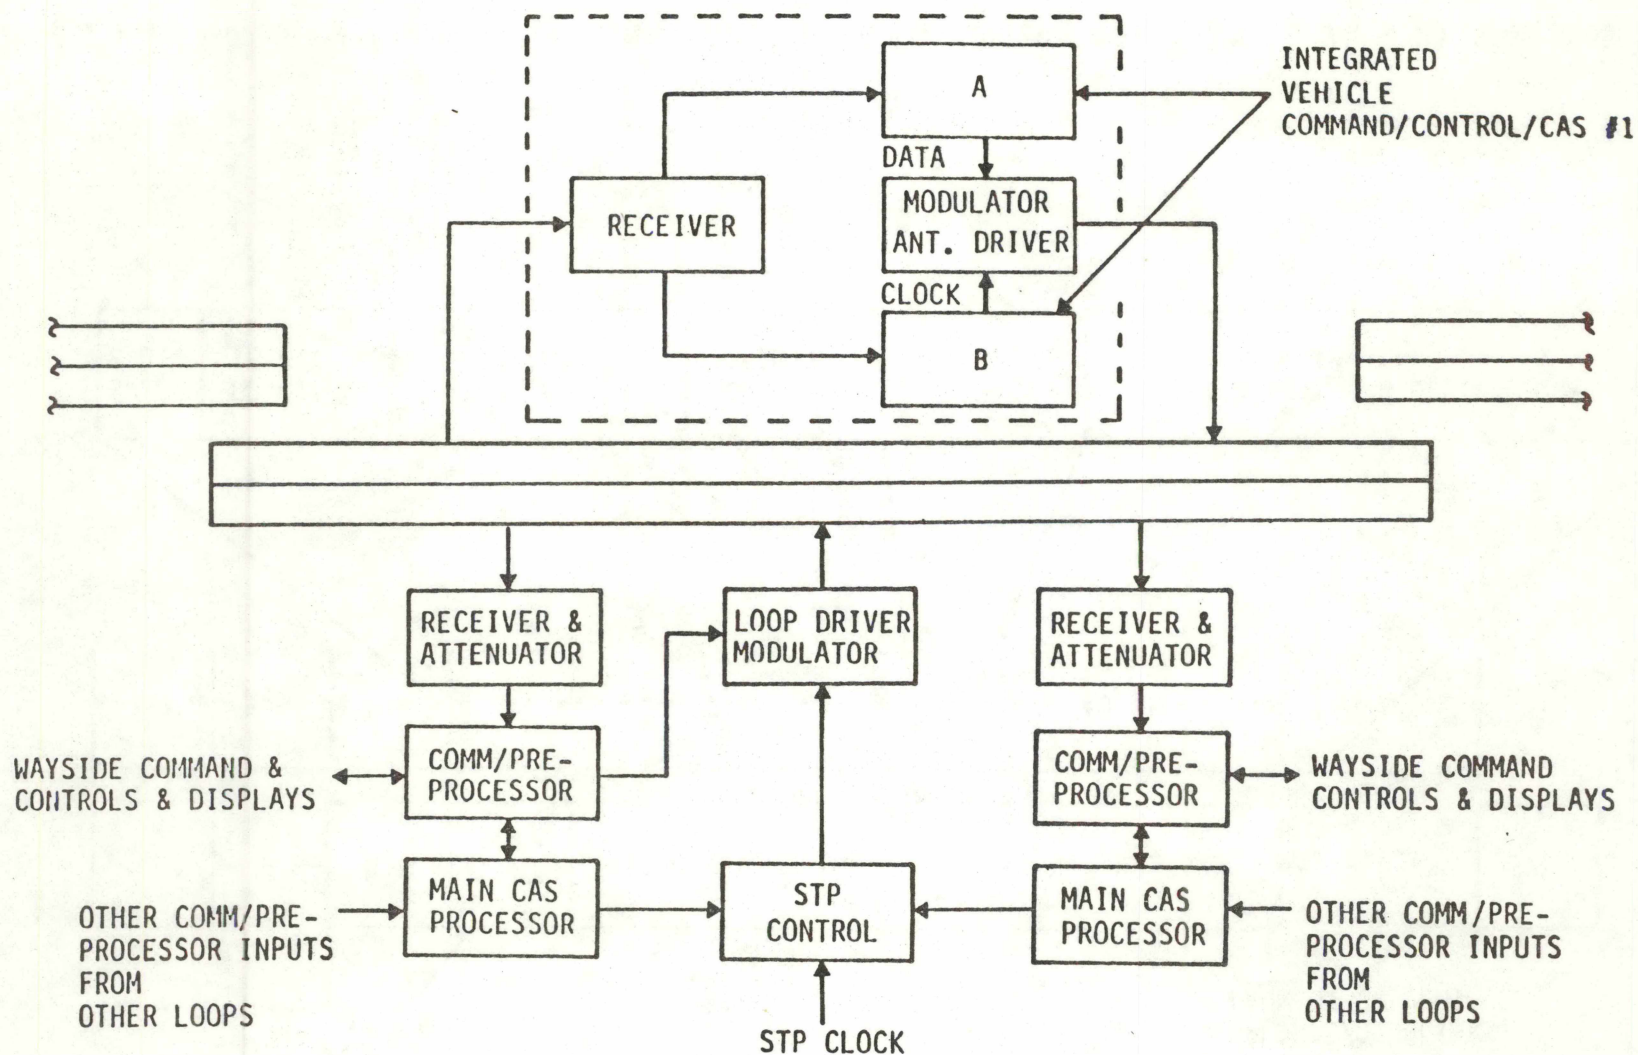 A
INTEGRATED
VEHICLE
COMMAND/CONTROL/CAS #1
DATA
RECEIVER
MODULATOR
ANT. DRIVER
CLOCK
B
RECEIVER &
ATTENUATOR
LOOP DRIVER
MODULATOR
RECEIVER &
ATTENUATOR
WAYSIDE COMMAND &
CONTROLS & DISPLAYS
COMM/PRE-
PROCESSOR
COMM/PRE-
PROCESSOR
WAYSIDE COMMAND
CONTROLS & DISPLAYS
OTHER COMM/PRE-
PROCESSOR INPUTS
FROM
OTHER LOOPS
MAIN CAS
PROCESSOR
STP
CONTROL
MAIN CAS
PROCESSOR
OTHER COMM/PRE-
PROCESSOR INPUTS
FROM
OTHER LOOPS
STP CLOCK